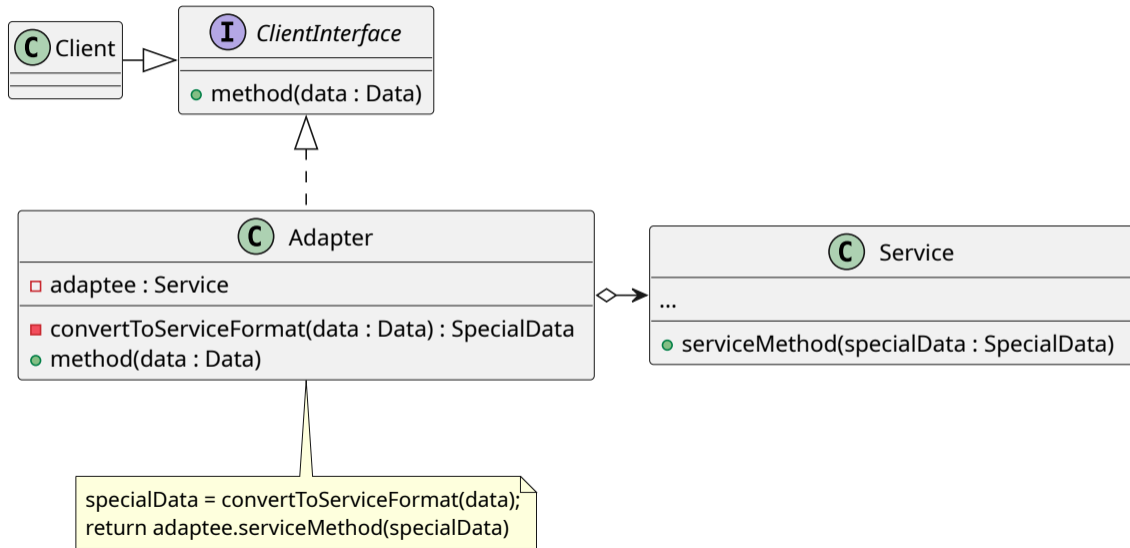 C Client
I ClientInterface
method(data : Data)
C Adapter
adaptee : Service
convertToServiceFormat(data : Data) : SpecialData
method(data : Data)
C Service
...
serviceMethod(specialData : SpecialData)
specialData = convertToServiceFormat(data);
return adaptee.serviceMethod(specialData)